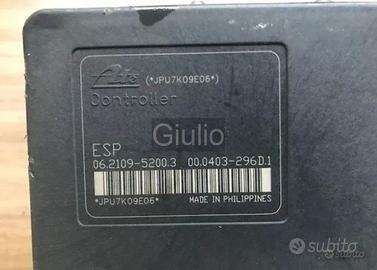 Ate (*JPU7K09E06*)
Controller
Giulio
ESP
06.2109-5200.3 00.0403-296D.1
*JPU7K09E06* MADE IN PHILIPPINES
subito